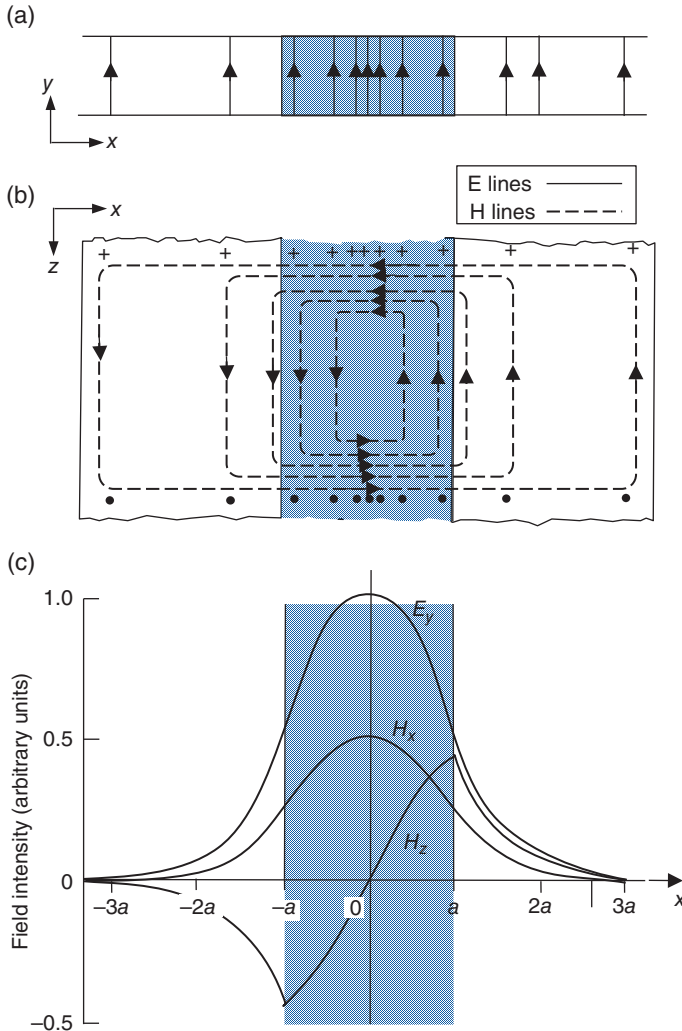 (a)
y
x
(b)
x
z
E lines
H lines
+ + + + + + + + + + +
(c)
Field intensity (arbitrary units)
1.0
0.5
0
–0.5
E_y
H_x
H_z
–3a –2a –a 0 a 2a 3a x